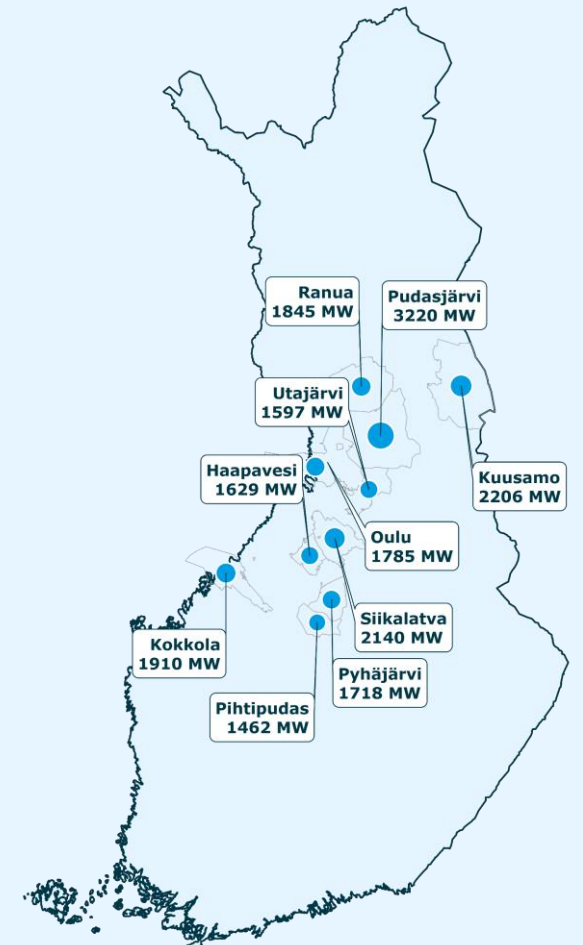 Ranua
1845 MW
Pudasjärvi
3220 MW
Utajärvi
1597 MW
Haapavesi
1629 MW
Kuusamo
2206 MW
Oulu
1785 MW
Siikalatva
2140 MW
Kokkola
1910 MW
Pyhäjärvi
1718 MW
Pihtipudas
1462 MW